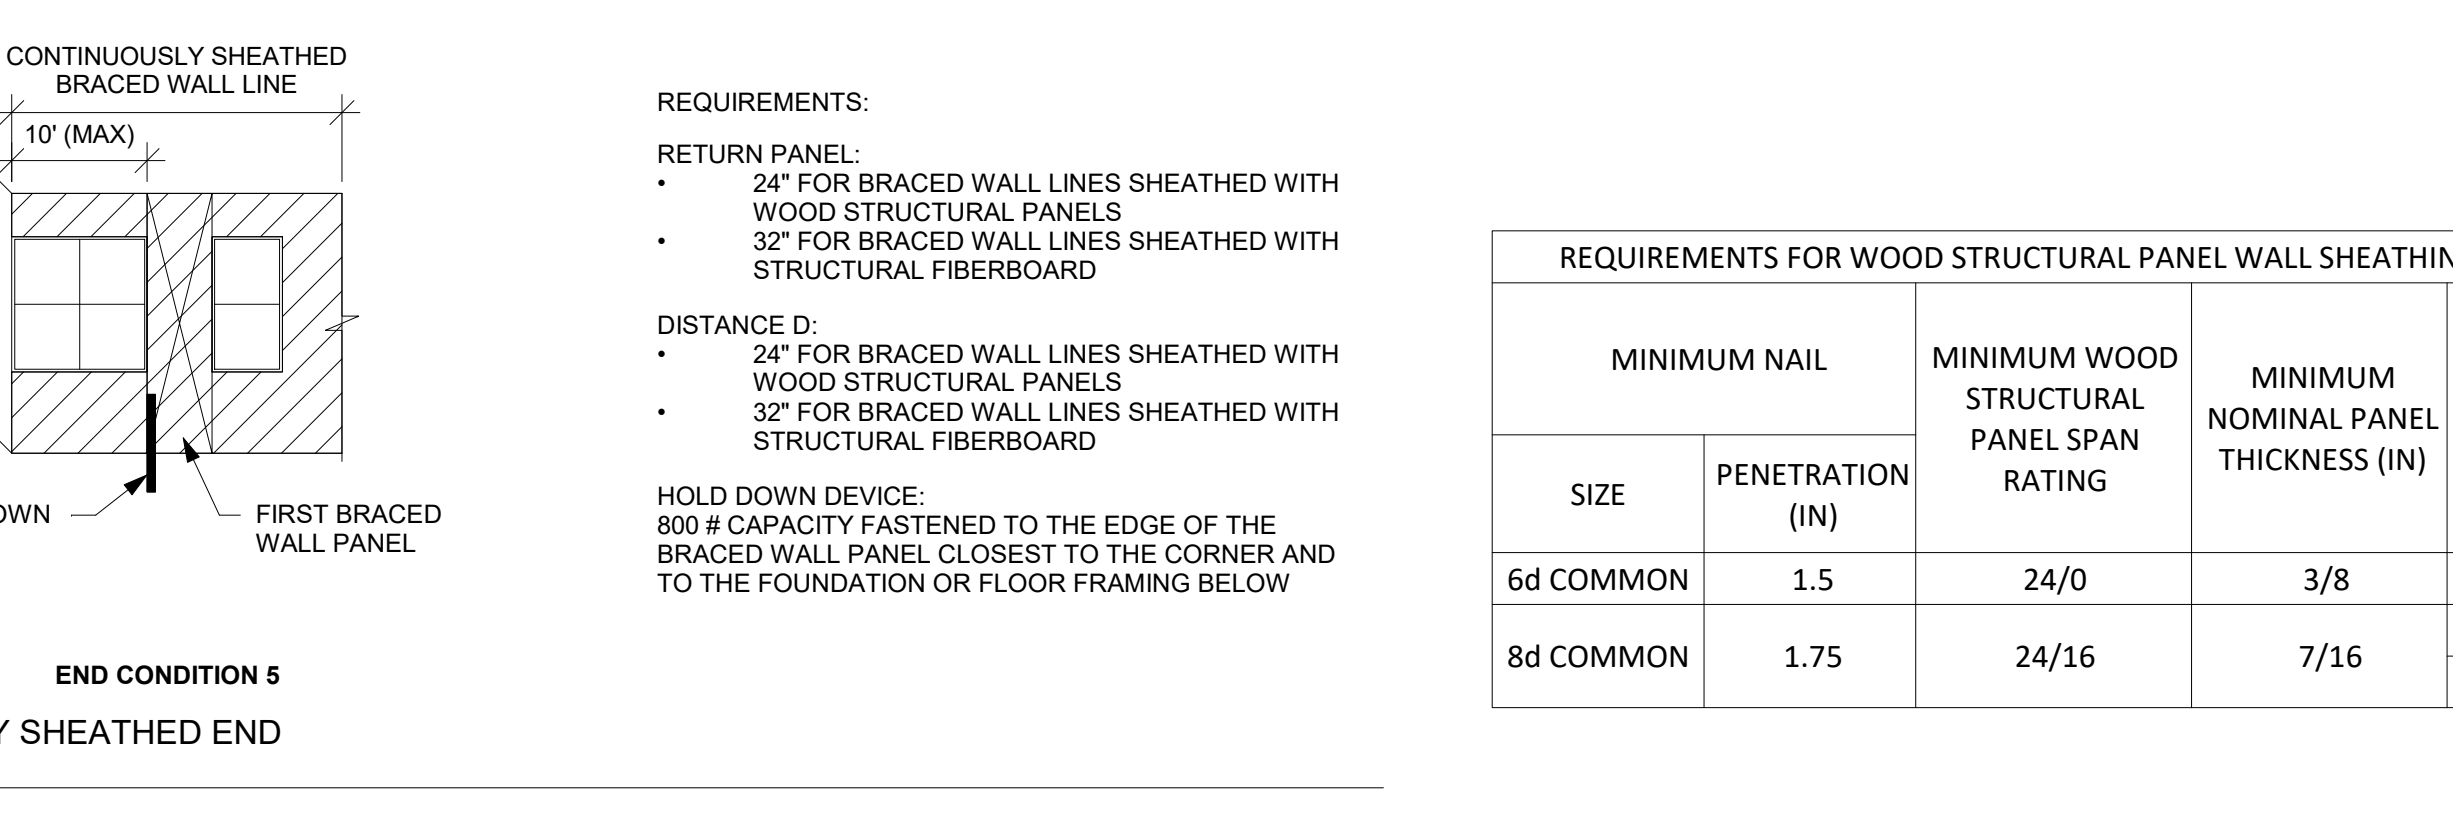 CONTINUOUSLY SHEATHED
BRACED WALL LINE
10' (MAX)
FIRST BRACED
WALL PANEL
END CONDITION 5
SHEATHED END
REQUIREMENTS:
RETURN PANEL:
• 24" FOR BRACED WALL LINES SHEATHED WITH
WOOD STRUCTURAL PANELS
• 32" FOR BRACED WALL LINES SHEATHED WITH
STRUCTURAL FIBERBOARD
DISTANCE D:
• 24" FOR BRACED WALL LINES SHEATHED WITH
WOOD STRUCTURAL PANELS
• 32" FOR BRACED WALL LINES SHEATHED WITH
STRUCTURAL FIBERBOARD
HOLD DOWN DEVICE:
800 # CAPACITY FASTENED TO THE EDGE OF THE
BRACED WALL PANEL CLOSEST TO THE CORNER AND
TO THE FOUNDATION OR FLOOR FRAMING BELOW
REQUIREMENTS FOR WOOD STRUCTURAL PANEL WALL
MINIMUM NAIL
MINIMUM WOOD
STRUCTURAL
PANEL SPAN
RATING
MINIMUM
NOMINAL PANEL
THICKNESS (IN)
SIZE
PENETRATION
(IN)
6d COMMON 1.5 24/0 3/8
8d COMMON 1.75 24/16 7/16